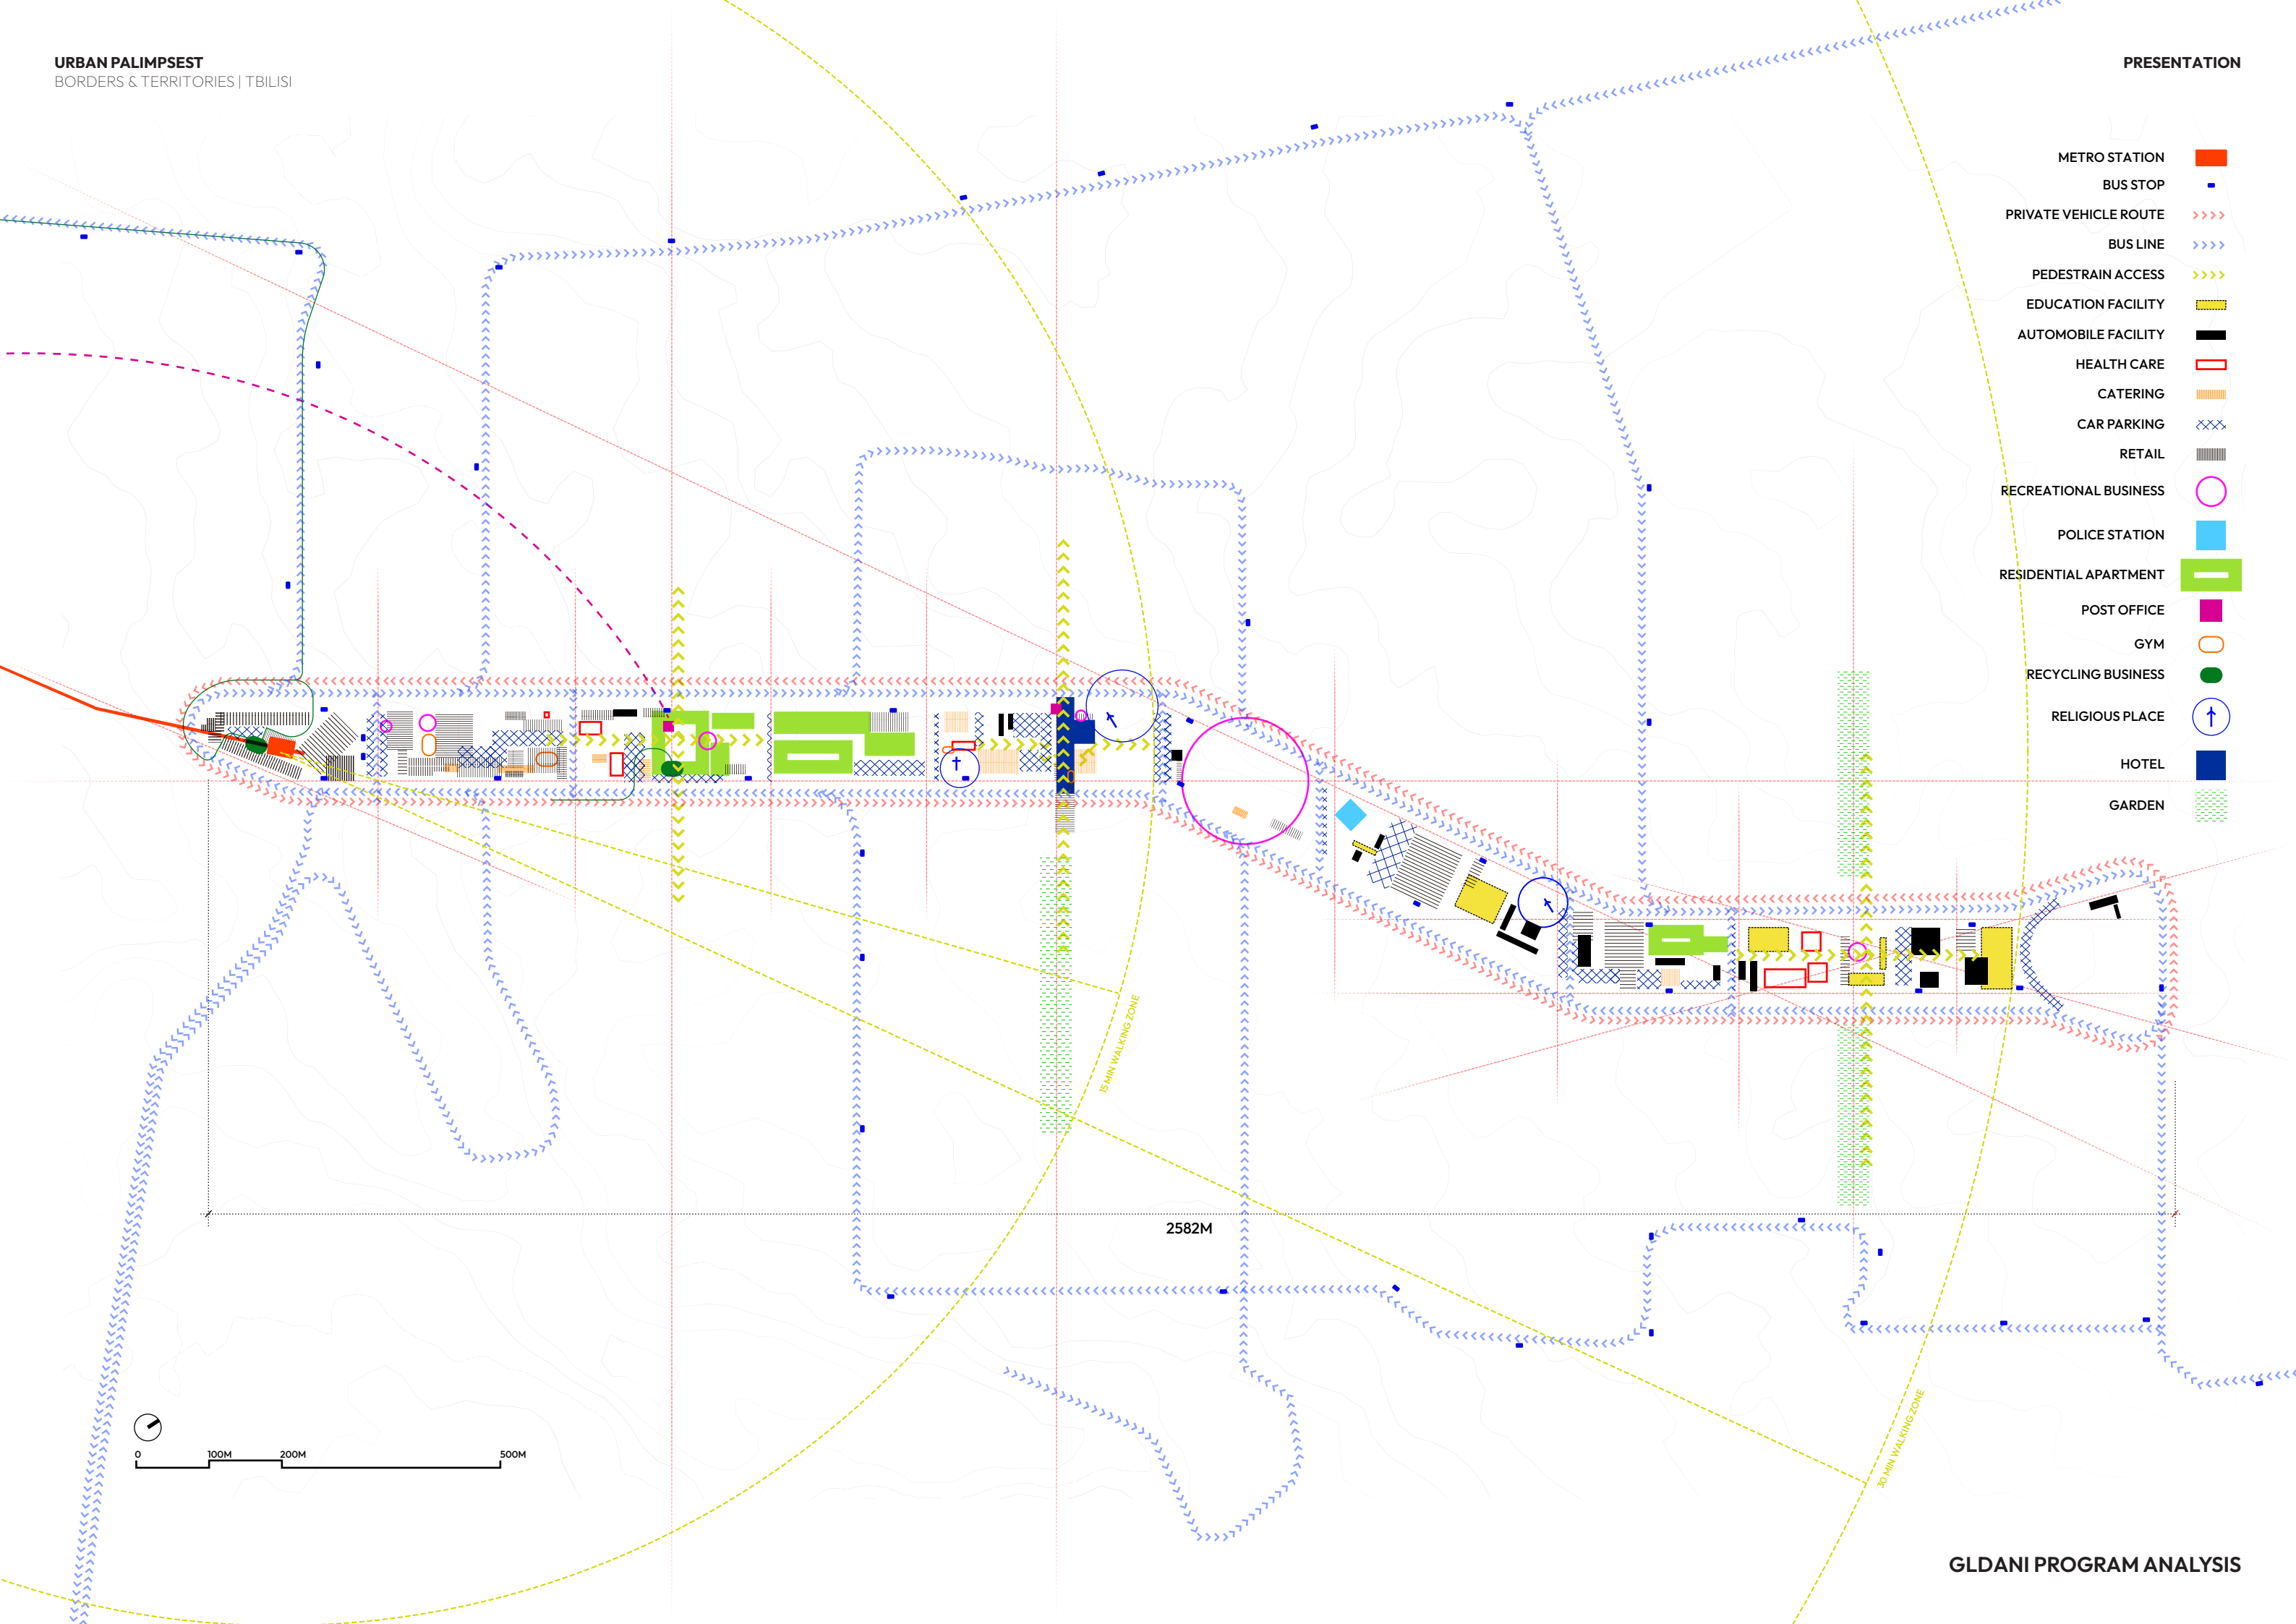 URBAN PALIMPSEST
BORDERS & TERRITORIES | TBILISI
PRESENTATION
METRO STATION
BUS STOP
PRIVATE VEHICLE ROUTE
BUS LINE
PEDESTRAIN ACCESS
EDUCATION FACILITY
AUTOMOBILE FACILITY
HEALTH CARE
CATERING
CAR PARKING
RETAIL
RECREATIONAL BUSINESS
POLICE STATION
RESIDENTIAL APARTMENT
POST OFFICE
GYM
RECYCLING BUSINESS
RELIGIOUS PLACE
HOTEL
GARDEN
15 MIN WALKING ZONE
2582M
30 MIN WALKING ZONE
0 100M 200M 500M
GLDANI PROGRAM ANALYSIS